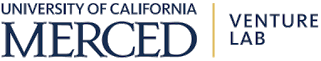 UNIVERSITY OF CALIFORNIA
MERCED
VENTURE
LAB